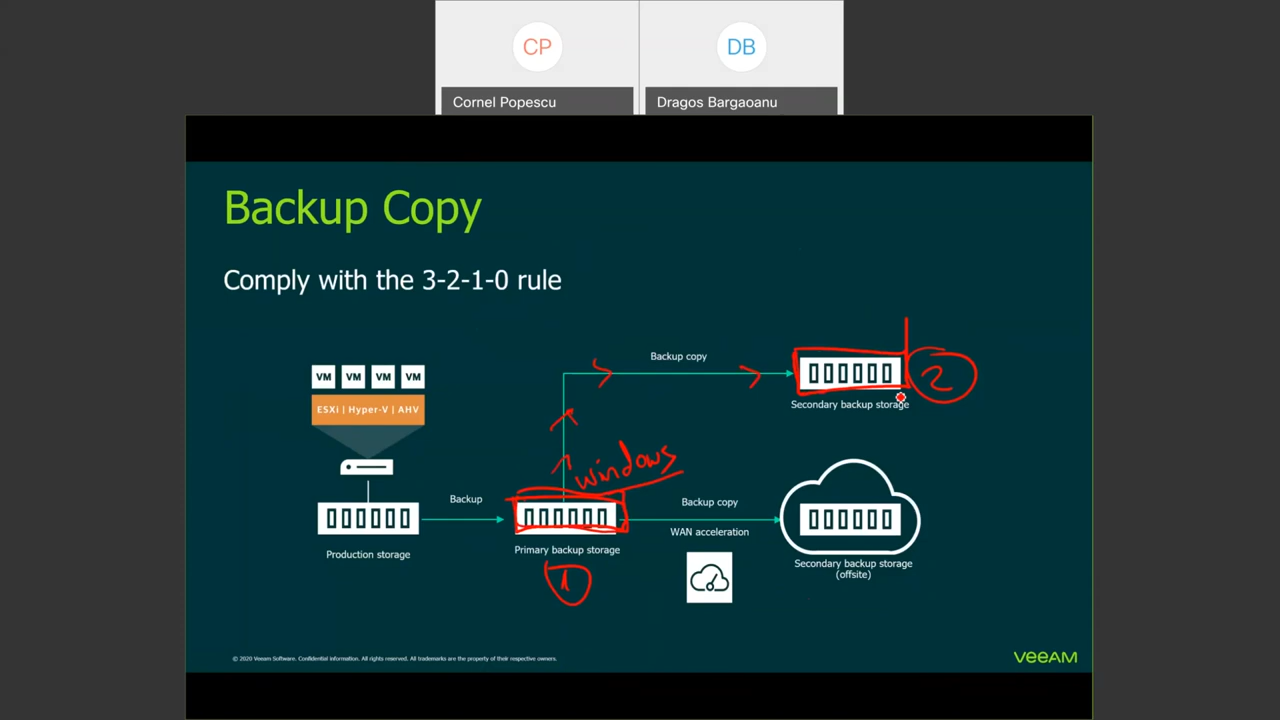 CP
DB
Cornel Popescu
Dragos Bargaoanu
Backup Copy
Comply with the 3-2-1-0 rule
Backup copy
VM VM VM VM
ESXi | Hyper-V | AHV
2
Secondary backup storage
windows
Backup
Backup copy
WAN acceleration
Production storage
Primary backup storage
1
Secondary backup storage
(offsite)
© 2020 Veeam Software. Confidential information. All rights reserved. All trademarks are the property of their respective owners.
VEEAM